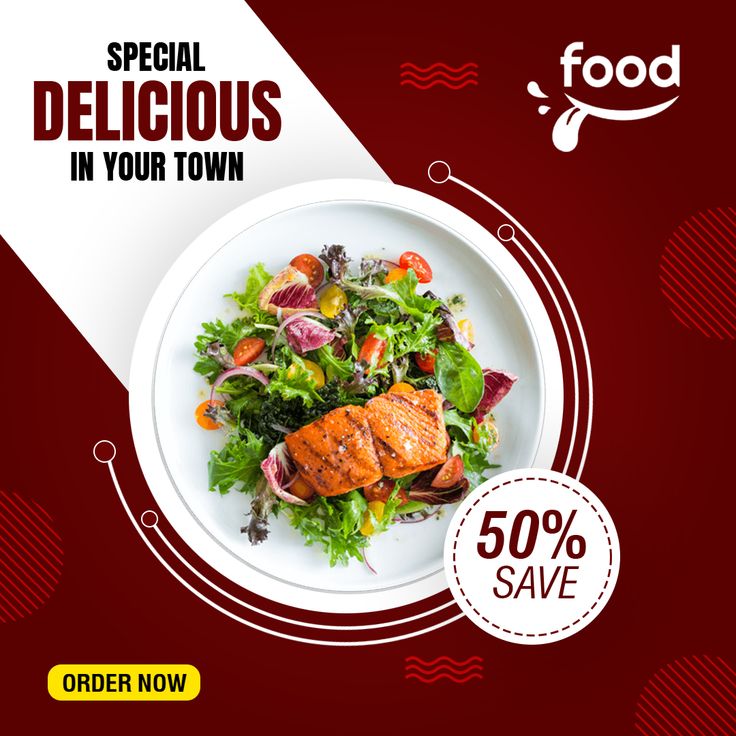 SPECIAL
DELICIOUS
IN YOUR TOWN
food
50%
SAVE
ORDER NOW